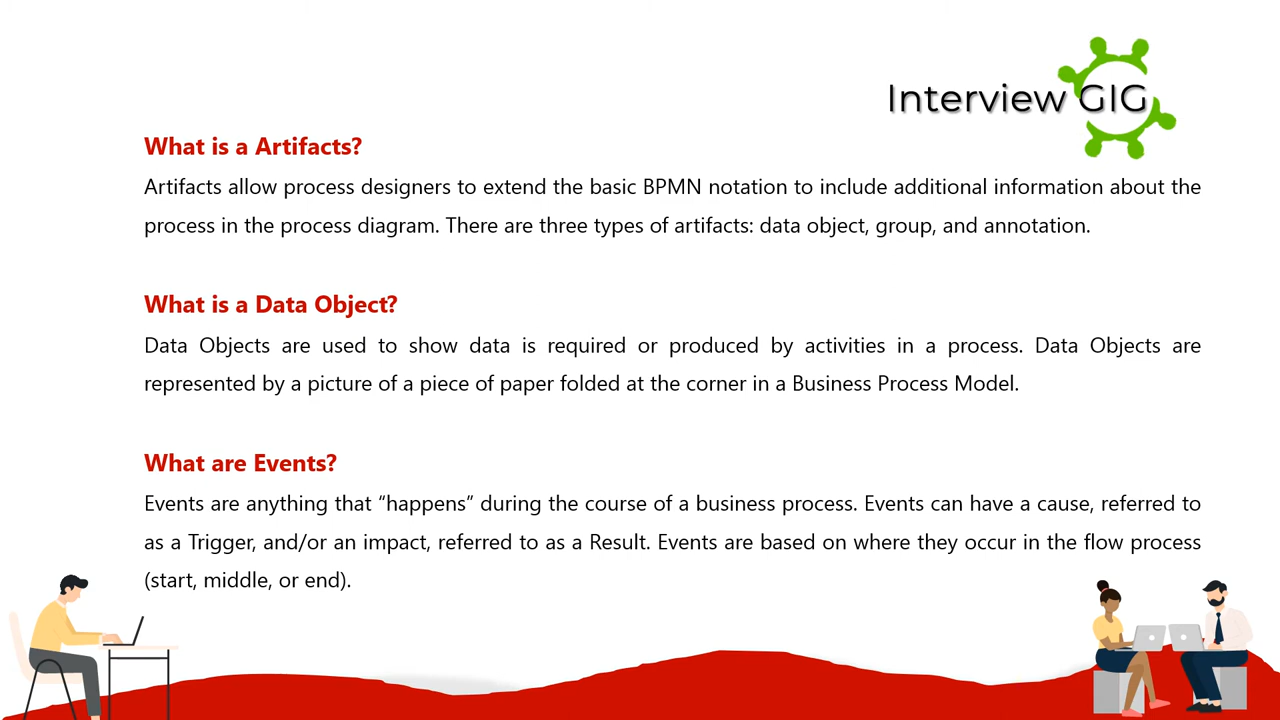 Interview GIG
What is a Artifacts?
Artifacts allow process designers to extend the basic BPMN notation to include additional information about the
process in the process diagram. There are three types of artifacts: data object, group, and annotation.
What is a Data Object?
Data Objects are used to show data is required or produced by activities in a process. Data Objects are
represented by a picture of a piece of paper folded at the corner in a Business Process Model.
What are Events?
Events are anything that “happens” during the course of a business process. Events can have a cause, referred to
as a Trigger, and/or an impact, referred to as a Result. Events are based on where they occur in the flow process
(start, middle, or end).